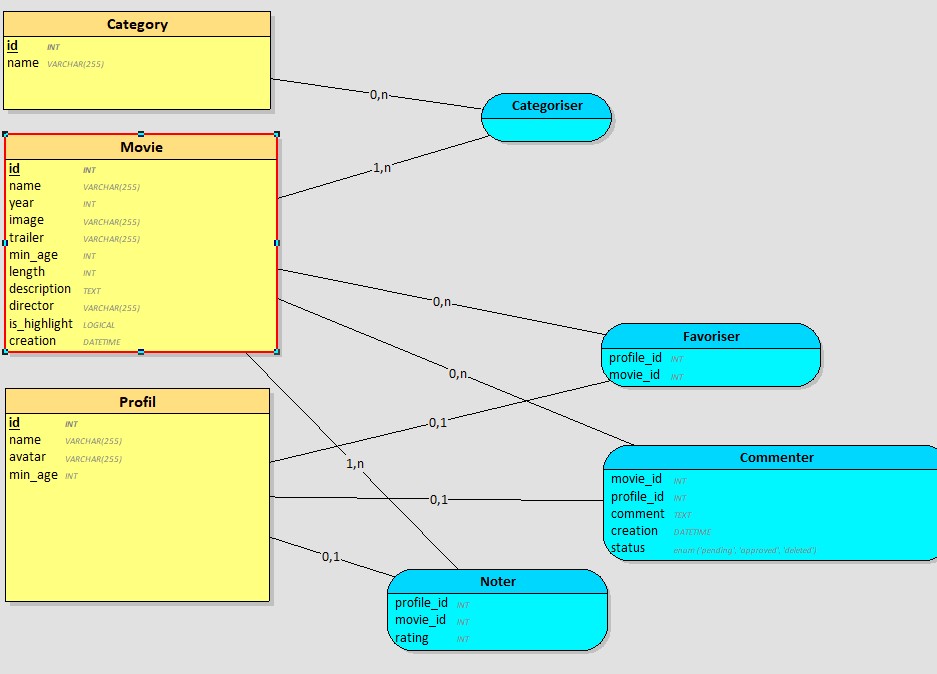 Category
id INT
name VARCHAR(255)
0,n
Categoriser
Movie
1,n
id INT
name VARCHAR(255)
year INT
image VARCHAR(255)
trailer VARCHAR(255)
min_age INT
length INT
description TEXT
director VARCHAR(255)
is_highlight LOGICAL
creation DATETIME
0,n
Favoriser
profile_id INT
movie_id INT
0,n
Profil
id INT
name VARCHAR(255)
avatar VARCHAR(255)
min_age INT
0,1
1,n
0,1
0,1
Commenter
movie_id INT
profile_id INT
comment TEXT
creation DATETIME
status enum ('pending', 'approved', 'deleted')
Noter
profile_id INT
movie_id INT
rating INT